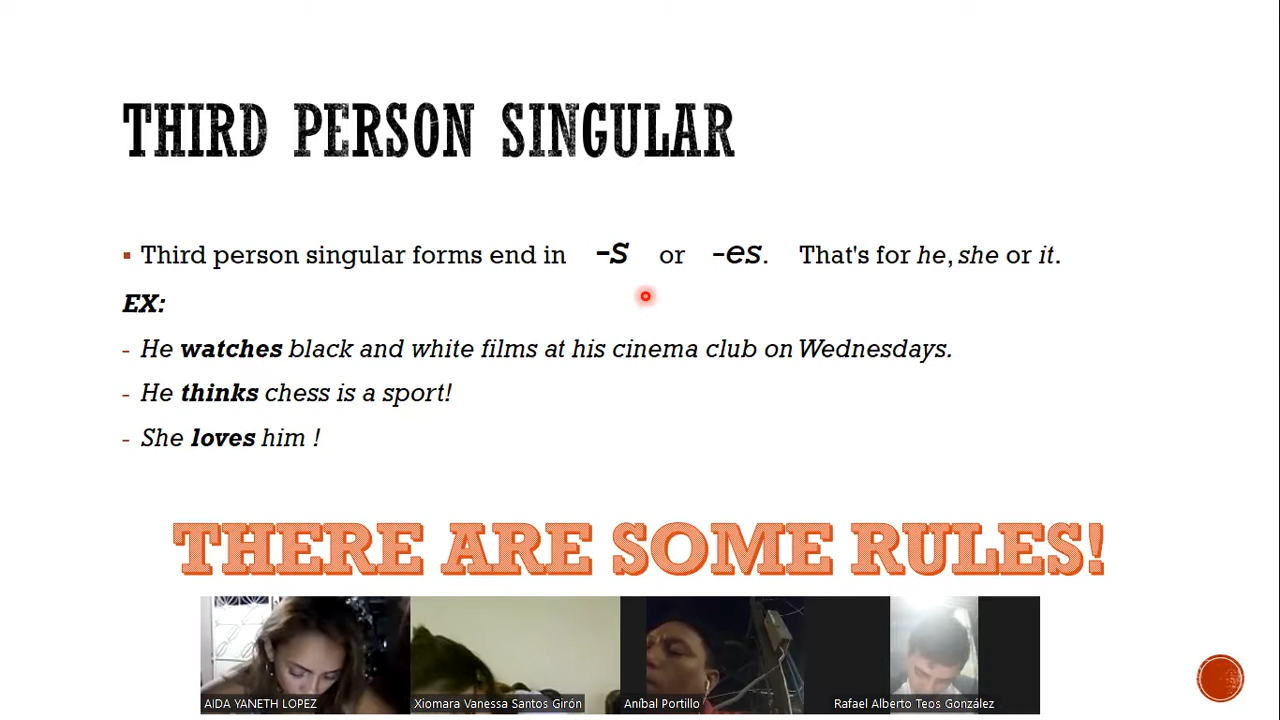 THIRD PERSON SINGULAR
▪ Third person singular forms end in -s or -es. That's for he, she or it.
EX:
- He watches black and white films at his cinema club on Wednesdays.
- He thinks chess is a sport!
- She loves him !
THERE ARE SOME RULES!
AIDA YANETH LOPEZ
Xiomara Vanessa Santos Girón
Aníbal Portillo
Rafael Alberto Teos González